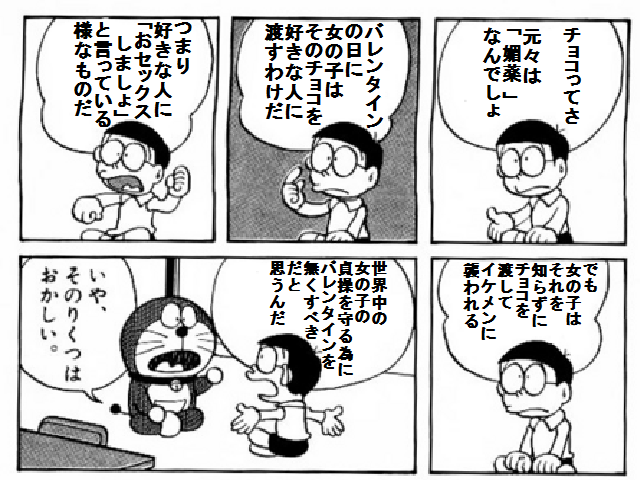 チョコってさ
元々は
「媚薬」
なんでしょ
バレンタイン
の日に
女の子は
そのチョコを
好きな人に
渡すわけだ
つまり
好きな人に
「おセックス
しましょ」
と言っている
様なものだ
でも
女の子は
それを
知らずに
チョコを
渡して
イケメンに
襲われる
世界中の
女の子の
貞操を守る為に
バレンタインを
無くすべき
だと
思うんだ
いや、
そのりくつは
おかしい。